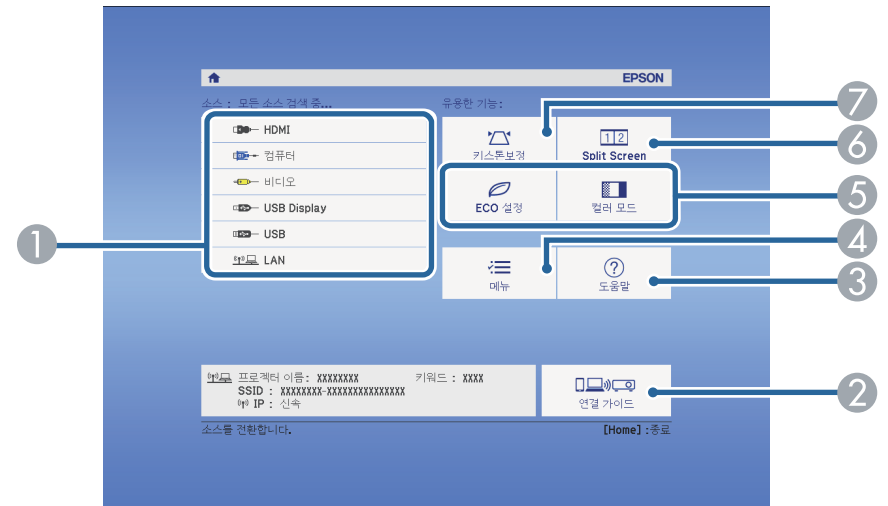 EPSON
소스 : 모든 소스 검색 중...
유용한 기능:
HDMI
컴퓨터
비디오
USB Display
USB
LAN
키스톤보정
1 2
Split Screen
ECO 설정
컬러 모드
메뉴
?
도움말
프로젝터 이름: XXXXXXXX
키워드 : XXXX
SSID : XXXXXXXX-XXXXXXXXXXXXXXX
IP : 신속
연결 가이드
소스를 전환합니다.
[Home] :종료
1
7
6
5
4
3
2